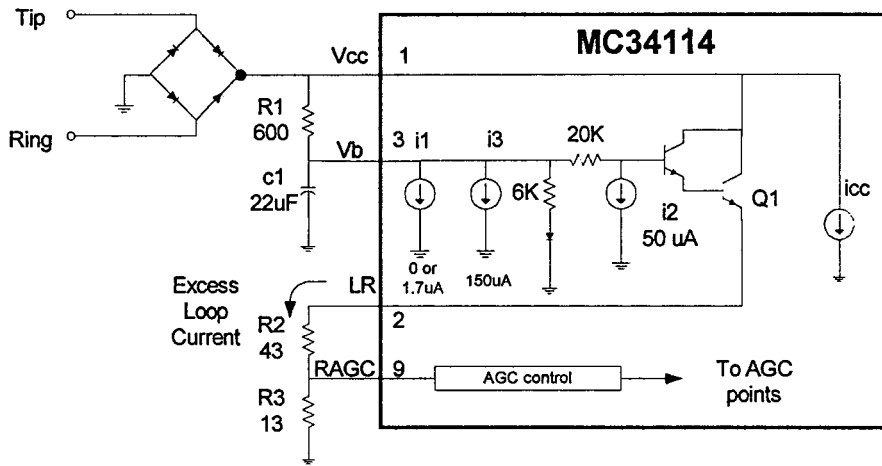 Tip
MC34114
Vcc
1
R1
600
Ring
Vb
3
i1
i3
20K
c1
22uF
6K
i2
50 uA
Q1
icc
0 or
1.7uA
150uA
Excess
Loop
Current
LR
2
R2
43
RAGC
9
AGC control
To AGC
points
R3
13